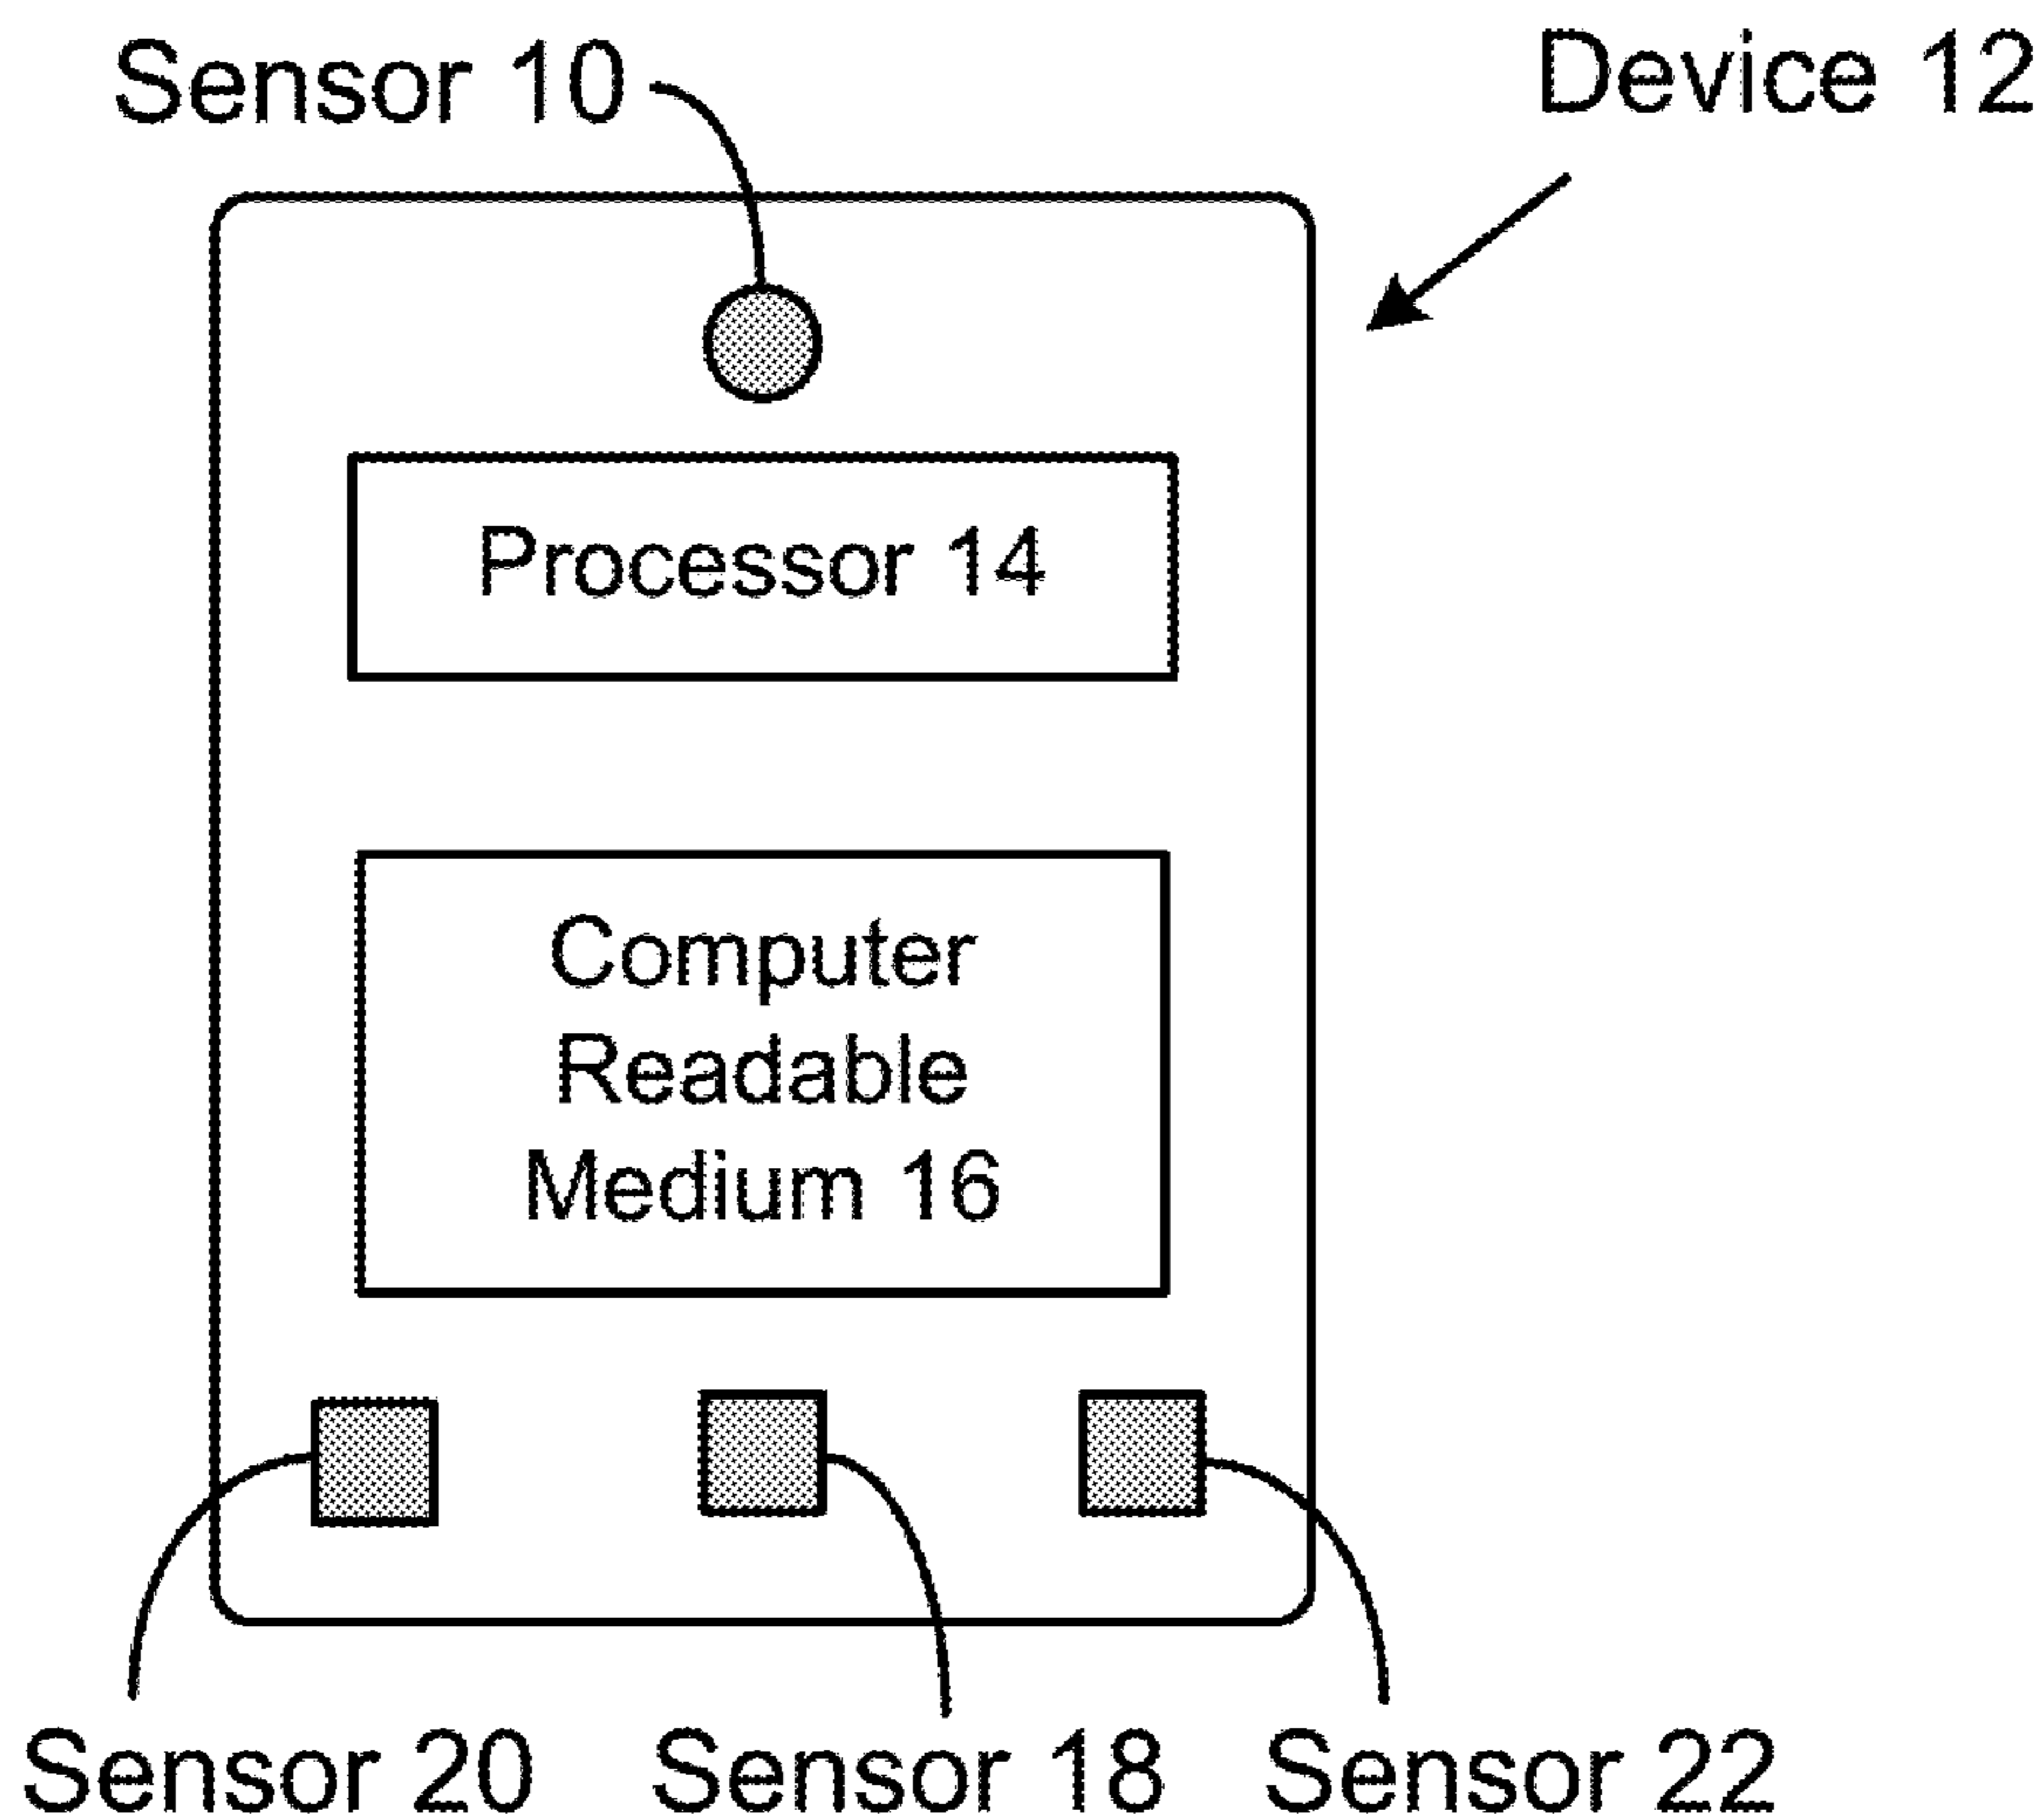 Sensor 10
Device 12
Processor 14
Computer
Readable
Medium 16
Sensor 20
Sensor 18
Sensor 22